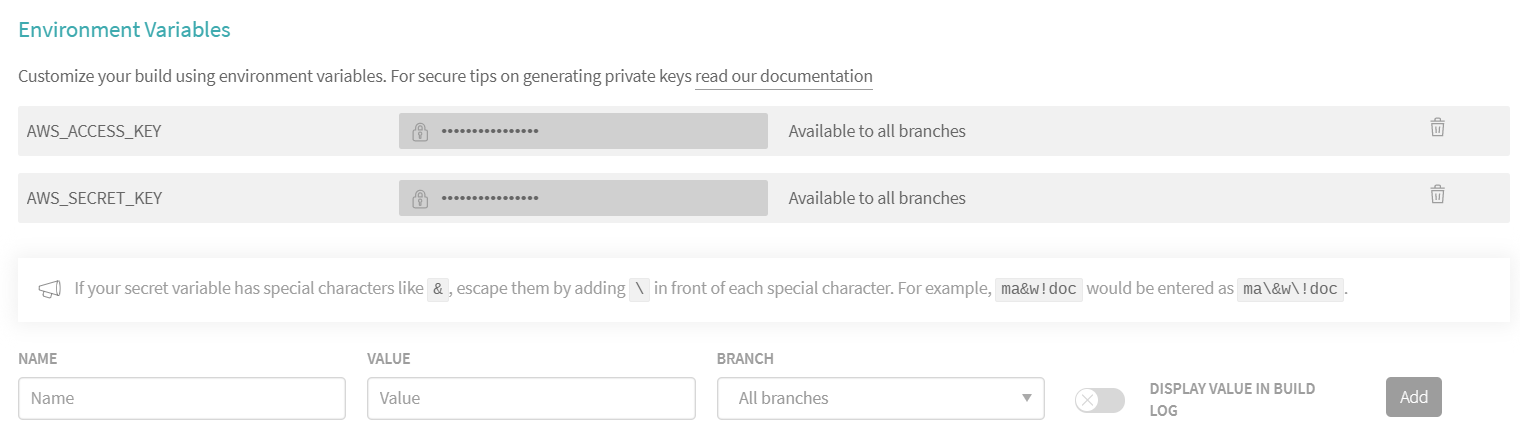 Environment Variables
Customize your build using environment variables. For secure tips on generating private keys read our documentation
AWS_ACCESS_KEY •••••••••••••••• Available to all branches
AWS_SECRET_KEY •••••••••••••••• Available to all branches
If your secret variable has special characters like &, escape them by adding \ in front of each special character. For example, ma&w!doc would be entered as ma\&w\!doc.
NAME VALUE BRANCH
Name Value All branches DISPLAY VALUE IN BUILD
LOG Add